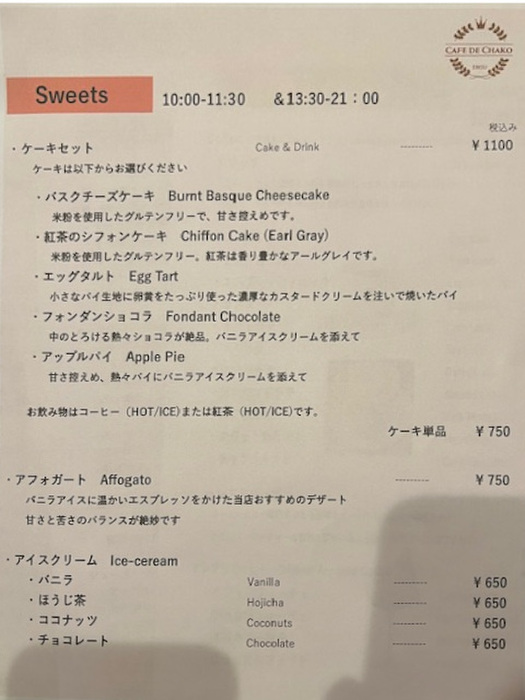 CAFE DE CHAKO
Sweets 10:00-11:30 &13:30-21:00
税込み
・ケーキセット Cake & Drink --------- ¥1100
ケーキは以下からお選びください
・バスクチーズケーキ Burnt Basque Cheesecake
米粉を使用したグルテンフリーで、甘さ控えめです。
・紅茶のシフォンケーキ Chiffon Cake (Earl Gray)
米粉を使用したグルテンフリー。紅茶は香り豊かなアールグレイです。
・エッグタルト Egg Tart
小さなパイ生地に卵黄をたっぷり使った濃厚なカスタードクリームを注いで焼いたパイ
・フォンダンショコラ Fondant Chocolate
中のとろける熱々ショコラが絶品。バニラアイスクリームを添えて
・アップルパイ Apple Pie
甘さ控えめ、熱々パイにバニラアイスクリームを添えて
お飲み物はコーヒー（HOT/ICE)または紅茶（HOT/ICE)です。
ケーキ単品 ¥750
・アフォガート Affogato --------- ¥750
バニラアイスに温かいエスプレッソをかけた当店おすすめのデザート
甘さと苦さのバランスが絶妙です
・アイスクリーム Ice-ceream
・バニラ Vanilla --------- ¥650
・ほうじ茶 Hojicha --------- ¥650
・ココナッツ Coconuts --------- ¥650
・チョコレート Chocolate --------- ¥650